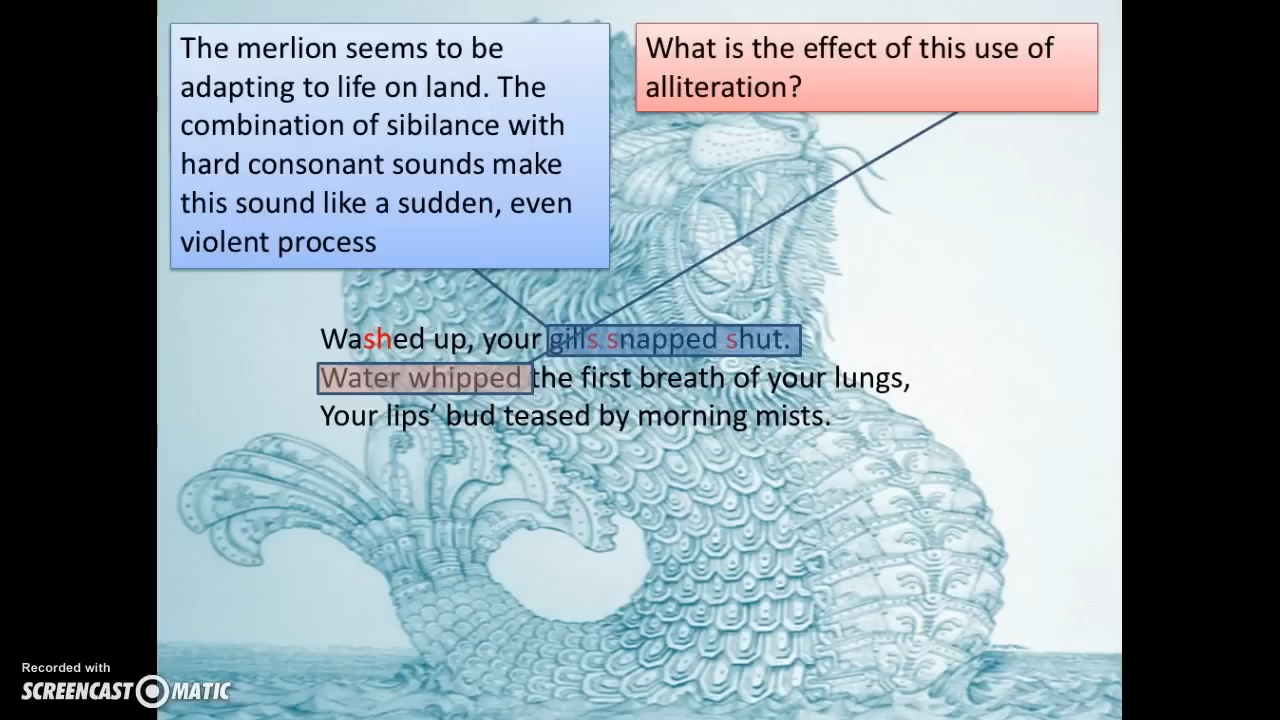 The merlion seems to be
adapting to life on land. The
combination of sibilance with
hard consonant sounds make
this sound like a sudden, even
violent process
What is the effect of this use of
alliteration?
Washed up, your gills snapped shut.
Water whipped the first breath of your lungs,
Your lips’ bud teased by morning mists.
Recorded with
SCREENCAST MATIC